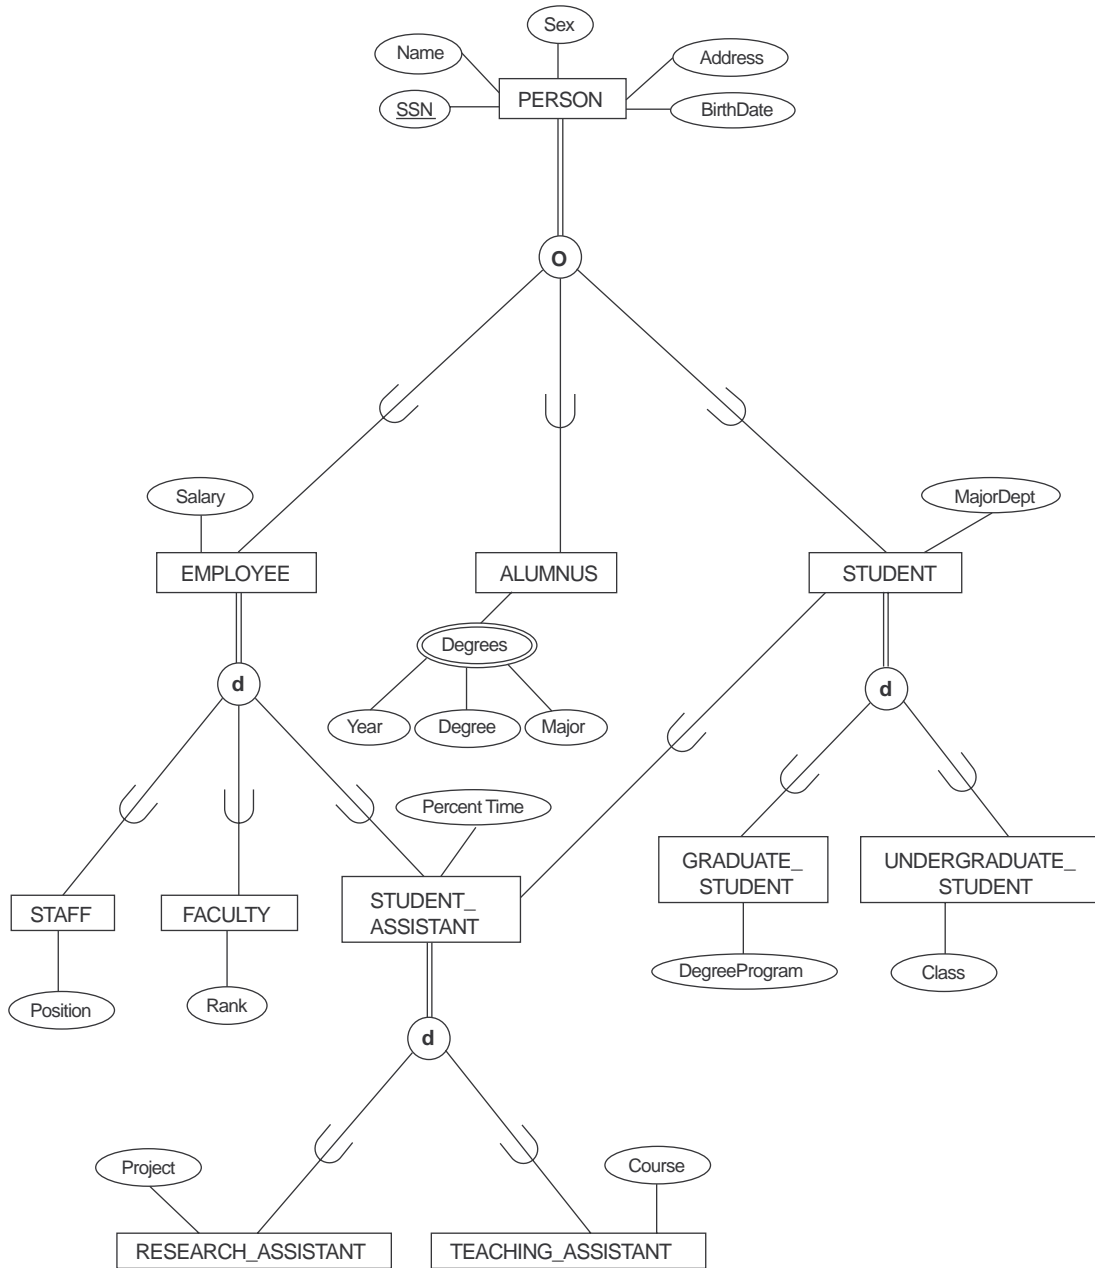 Sex
Name
Address
PERSON
SSN
BirthDate
O
Salary
MajorDept
EMPLOYEE
ALUMNUS
STUDENT
Degrees
d
d
Year
Degree
Major
Percent Time
GRADUATE_
STUDENT
UNDERGRADUATE_
STUDENT
STAFF
FACULTY
STUDENT_
ASSISTANT
DegreeProgram
Class
Position
Rank
d
Project
Course
RESEARCH_ASSISTANT
TEACHING_ASSISTANT